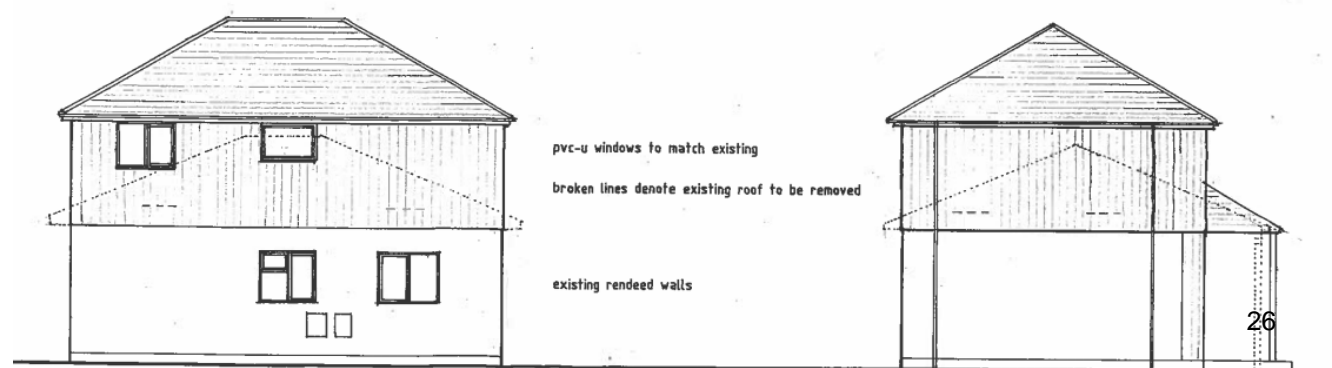 pvc-u windows to match existing
broken lines denote existing roof to be removed
existing rendeed walls
26